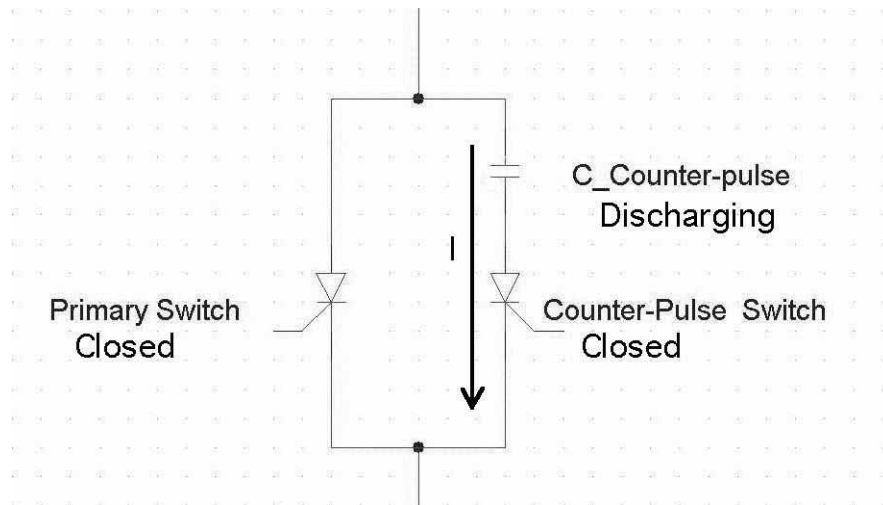 C_Counter-pulse
Discharging
I
Primary Switch
Closed
Counter-Pulse Switch
Closed